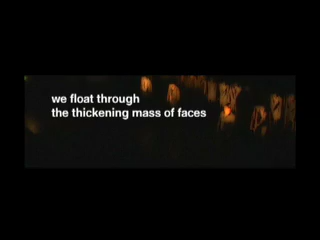 we float through
the thickening mass of faces